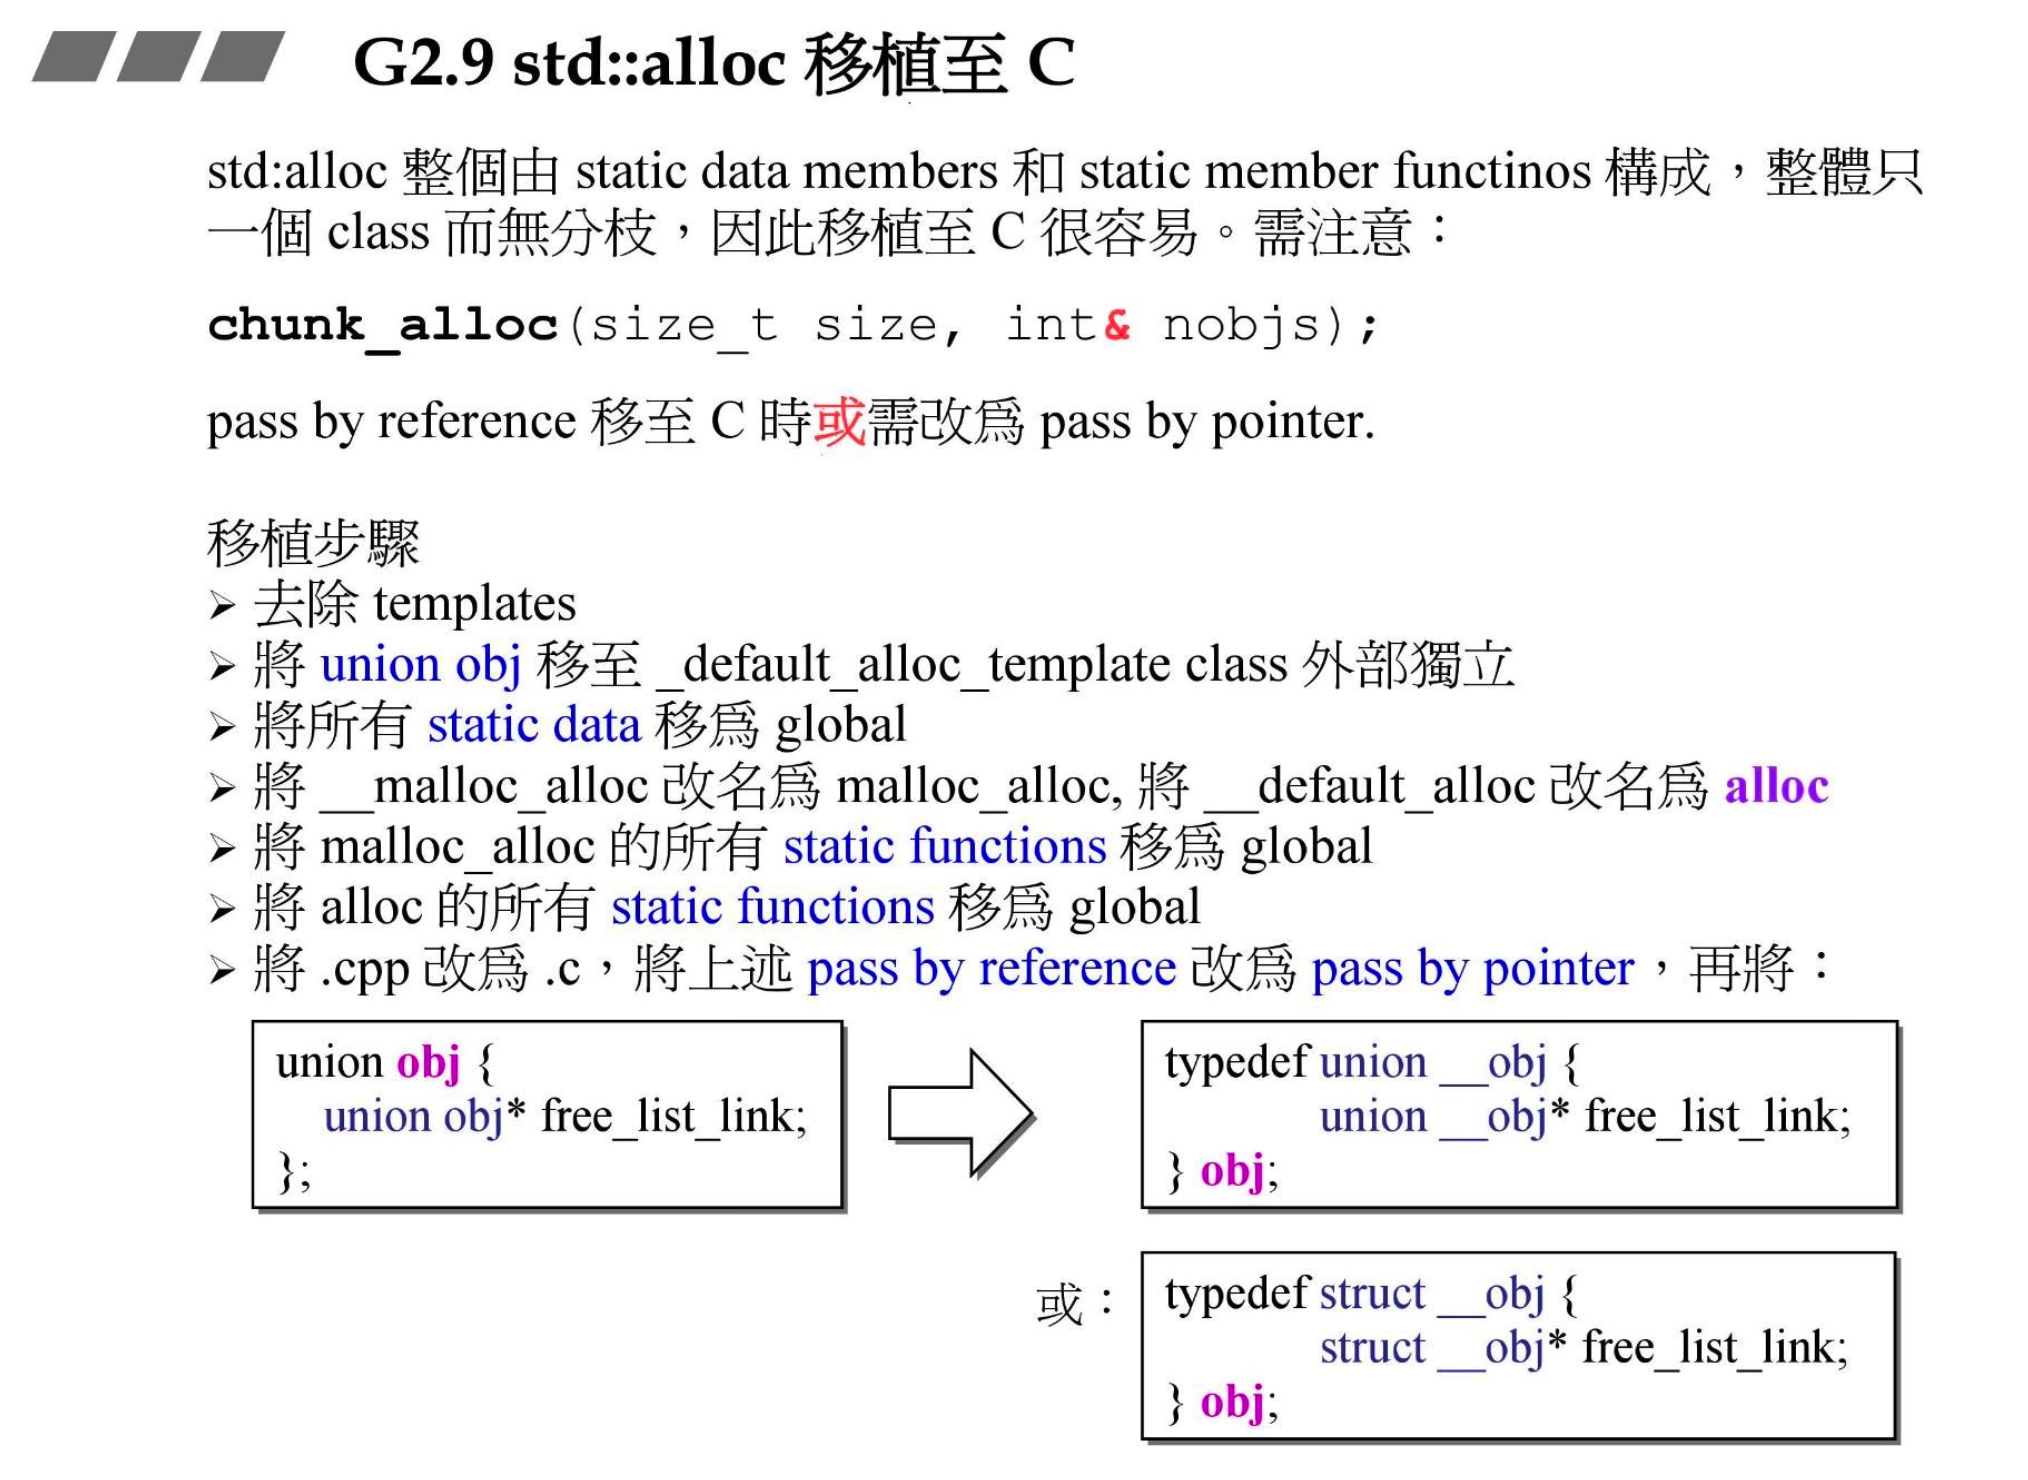 G2.9 std::alloc 移植至 C
std:alloc 整個由 static data members 和 static member functinos 構成，整體只
一個 class 而無分枝，因此移植至 C 很容易。需注意：
chunk_alloc(size_t size, int& nobjs);
pass by reference 移至 C 時或需改爲 pass by pointer.
移植步驟
➢ 去除 templates
➢ 將 union obj 移至 _default_alloc_template class 外部獨立
➢ 將所有 static data 移爲 global
➢ 將 __malloc_alloc 改名爲 malloc_alloc, 將 __default_alloc 改名爲 alloc
➢ 將 malloc_alloc 的所有 static functions 移爲 global
➢ 將 alloc 的所有 static functions 移爲 global
➢ 將 .cpp 改爲 .c，將上述 pass by reference 改爲 pass by pointer，再將：
union obj {
union obj* free_list_link;
};
typedef union __obj {
union __obj* free_list_link;
} obj;
或：
typedef struct __obj {
struct __obj* free_list_link;
} obj;